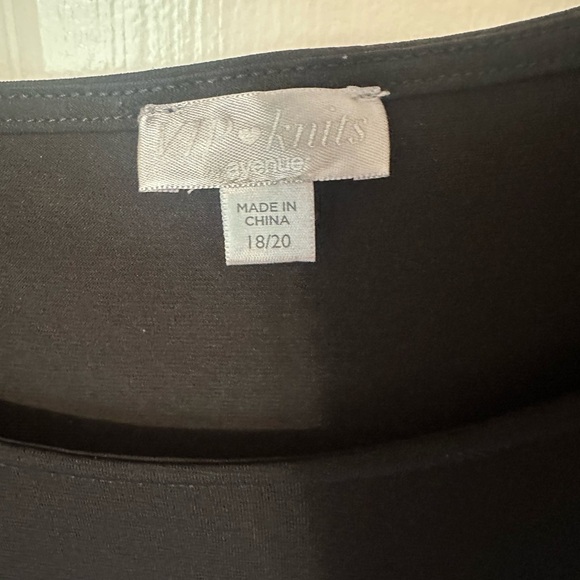 VIP knits
avenue
MADE IN
CHINA
18/20